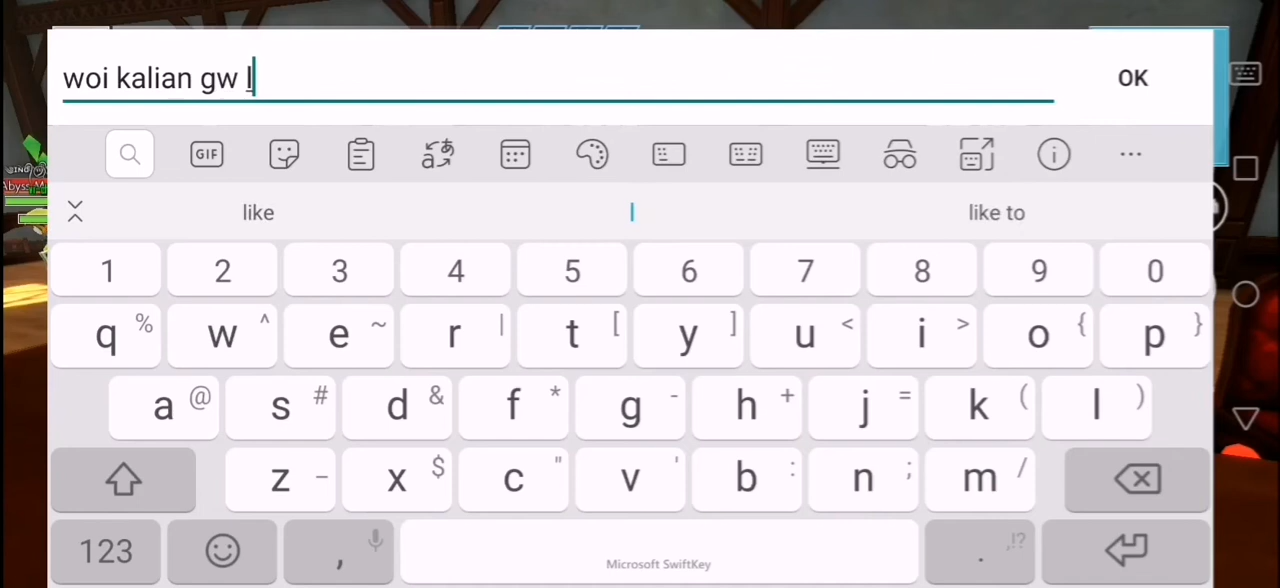 woi kalian gw l
OK
GIF
like
l
like to
1 2 3 4 5 6 7 8 9 0
q % w ^ e ~ r | t [ y ] u < i > o { p }
a @ s # d & f * g - h + j = k ( l )
z _ x $ c " v ' b : n ; m /
123 , Microsoft SwiftKey . ,!?